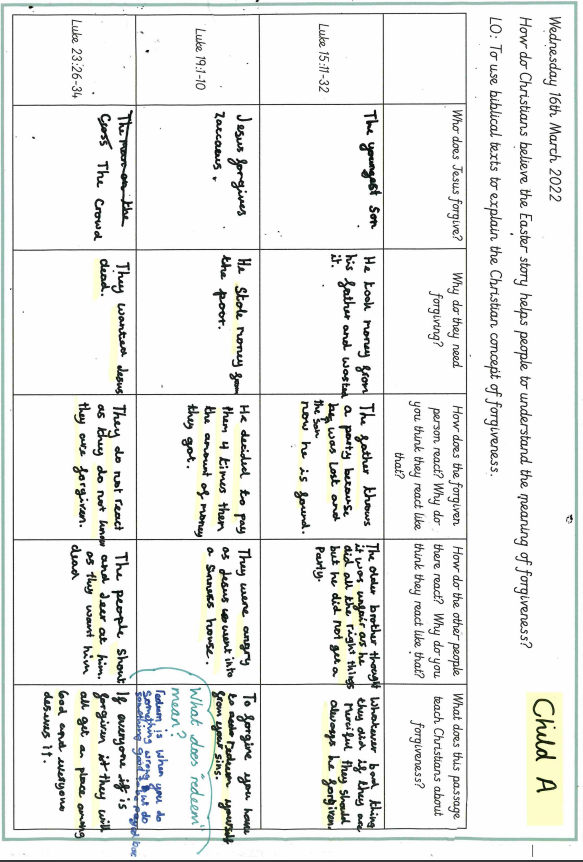 Wednesday 16th March 2022
Child A
How do Christians believe the Easter story helps people to understand the meaning of forgiveness?
LO: To use biblical texts to explain the Christian concept of forgiveness.
Who does Jesus forgive?
Why do they need
forgiving?
How does the forgiven
person react? Why do
you think they react like
that?
How do the other people
there react? Why do you
think they react like that?
What does this passage
teach Christians about
forgiveness?
Luke 15:11-32
The youngest Son
He took money from
his father and wasted
it.
The father throws
a party because
he was lost and
the son
now he is found.
The older brother thought
it was unfair as he
did all the right things
but he did not get a
Party.
Whatever bad thing
they did if they are
Merciful they should
always be forgiven.
Luke 19:1-10
Jesus forgives
Zaccaeus.
He Stole money from
the poor.
He decided to pay
them 4 times them
the amount of money
they got.
They were angry
as Jesus went into
a Sinners house.
To forgive you have
to redeem yourself
from your sins.
What does "redeem"
mean?
redeem is when you do
something wrong but do
something good
Luke 23:26-34
The man on the
Cross The Crowd
They wanted Jesus
dead.
They do not react
as they do not know
they are forgiven.
The people shout
and Jeer at him.
as they want him
dead
If everyone is
forgiven they will
all get a place among
God and everyone
deserves it.